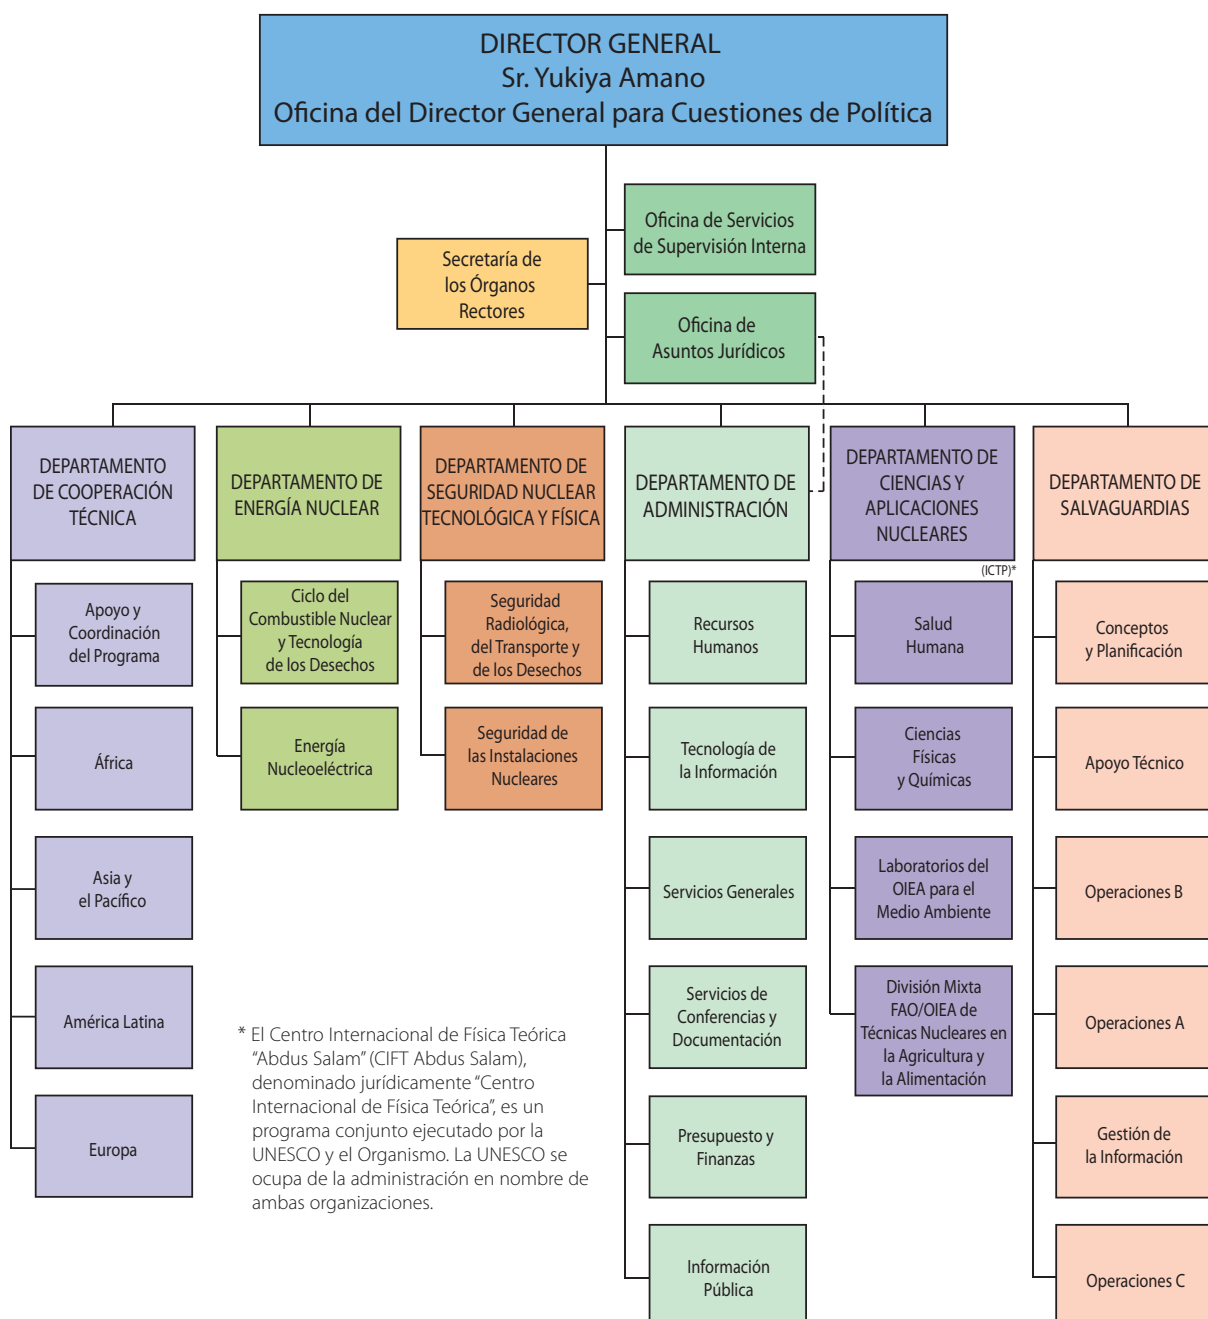 DIRECTOR GENERAL
Sr. Yukiya Amano
Oficina del Director General para Cuestiones de Política
Oficina de Servicios
de Supervisión Interna
Secretaría de
los Órganos
Rectores
Oficina de
Asuntos Jurídicos
DEPARTAMENTO
DE COOPERACIÓN
TÉCNICA
DEPARTAMENTO DE
ENERGÍA NUCLEAR
DEPARTAMENTO DE
SEGURIDAD NUCLEAR
TECNOLÓGICA Y FÍSICA
DEPARTAMENTO DE
ADMINISTRACIÓN
DEPARTAMENTO DE
CIENCIAS Y
APLICACIONES
NUCLEARES
DEPARTAMENTO DE
SALVAGUARDIAS
(ICTP)*
Apoyo y
Coordinación
del Programa
África
Asia y
el Pacífico
América Latina
Europa
Ciclo del
Combustible Nuclear
y Tecnología
de los Desechos
Energía
Nucleoeléctrica
Seguridad
Radiológica,
del Transporte y
de los Desechos
Seguridad de
las Instalaciones
Nucleares
Recursos
Humanos
Tecnología de
la Información
Servicios Generales
Servicios de
Conferencias y
Documentación
Presupuesto y
Finanzas
Información
Pública
Salud
Humana
Ciencias
Físicas
y Químicas
Laboratorios del
OIEA para el
Medio Ambiente
División Mixta
FAO/OIEA de
Técnicas Nucleares en
la Agricultura y
la Alimentación
Conceptos
y Planificación
Apoyo Técnico
Operaciones B
Operaciones A
Gestión de
la Información
Operaciones C
* El Centro Internacional de Física Teórica
“Abdus Salam” (CIFT Abdus Salam),
denominado jurídicamente “Centro
Internacional de Física Teórica”, es un
programa conjunto ejecutado por la
UNESCO y el Organismo. La UNESCO se
ocupa de la administración en nombre de
ambas organizaciones.